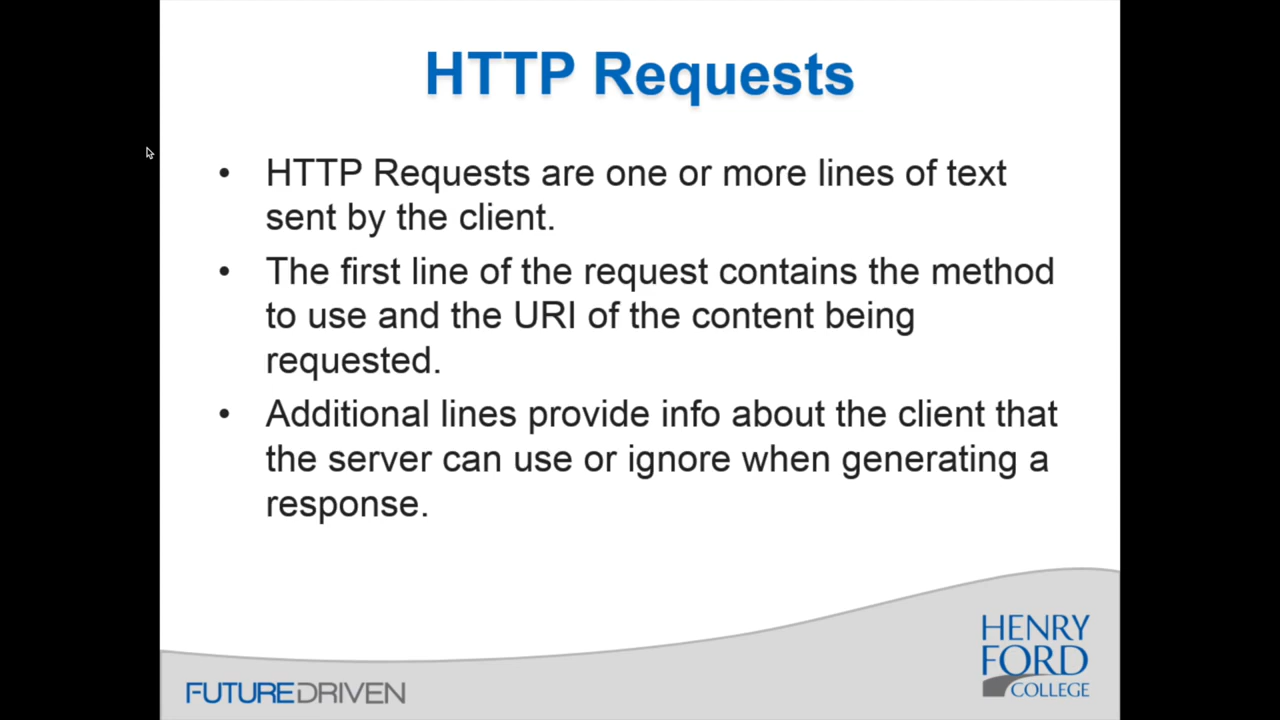 HTTP Requests
• HTTP Requests are one or more lines of text
sent by the client.
• The first line of the request contains the method
to use and the URI of the content being
requested.
• Additional lines provide info about the client that
the server can use or ignore when generating a
response.
FUTUREDRIVEN
HENRY
FORD
COLLEGE